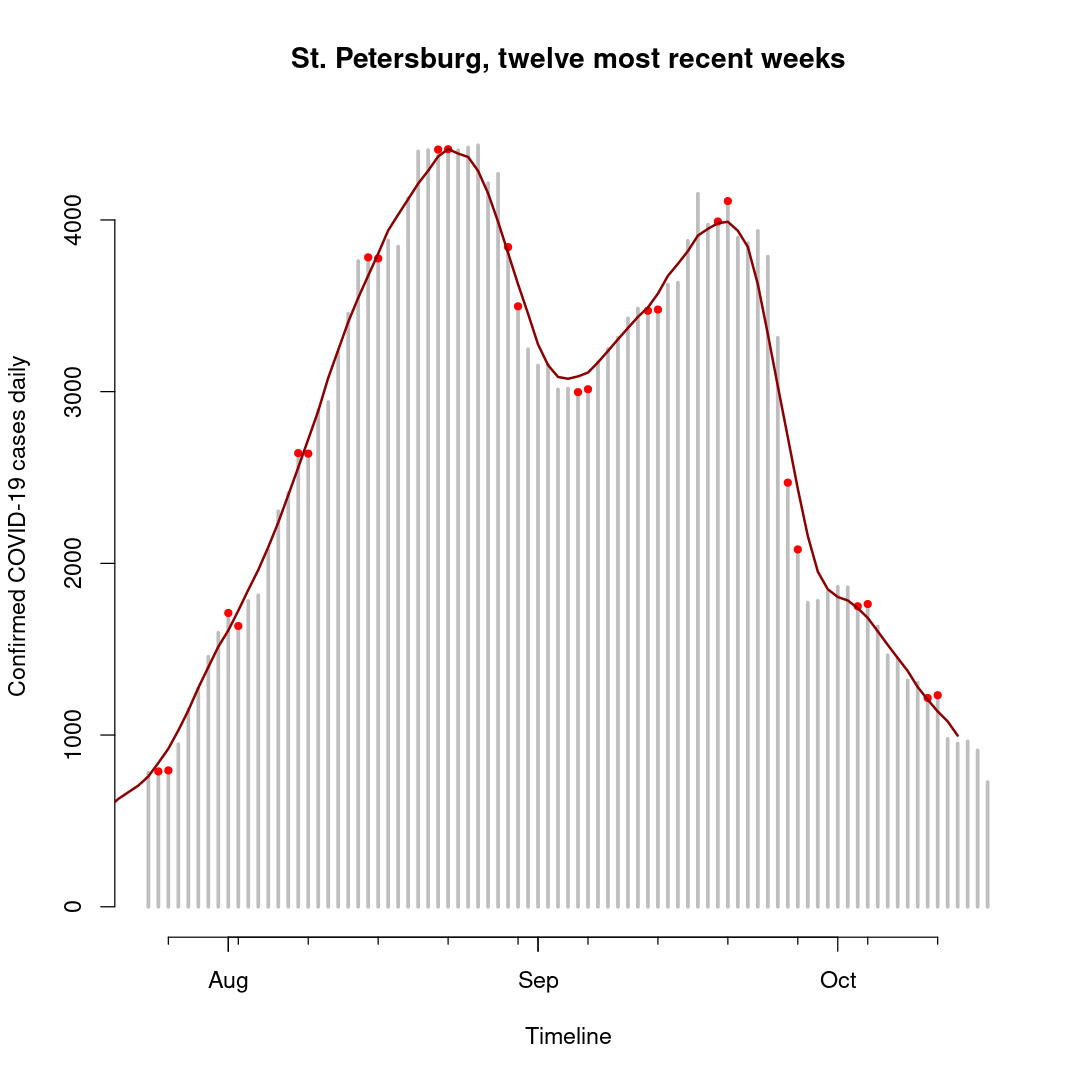 St. Petersburg, twelve most recent weeks
Confirmed COVID-19 cases daily
4000
3000
2000
1000
0
Aug Sep Oct
Timeline